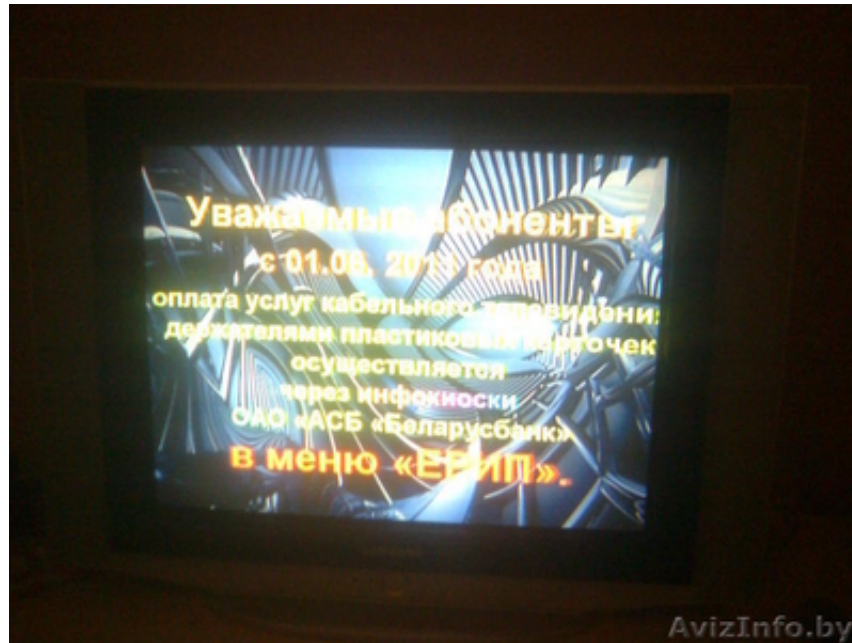 Уважаемые абоненты
с 01.08. 2011 года
оплата услуг кабельного телевидения
держателями пластиковых карточек
осуществляется
через инфокиоски
ОАО «АСБ «Беларусбанк»
в меню «ЕРИП».
AvizInfo.by